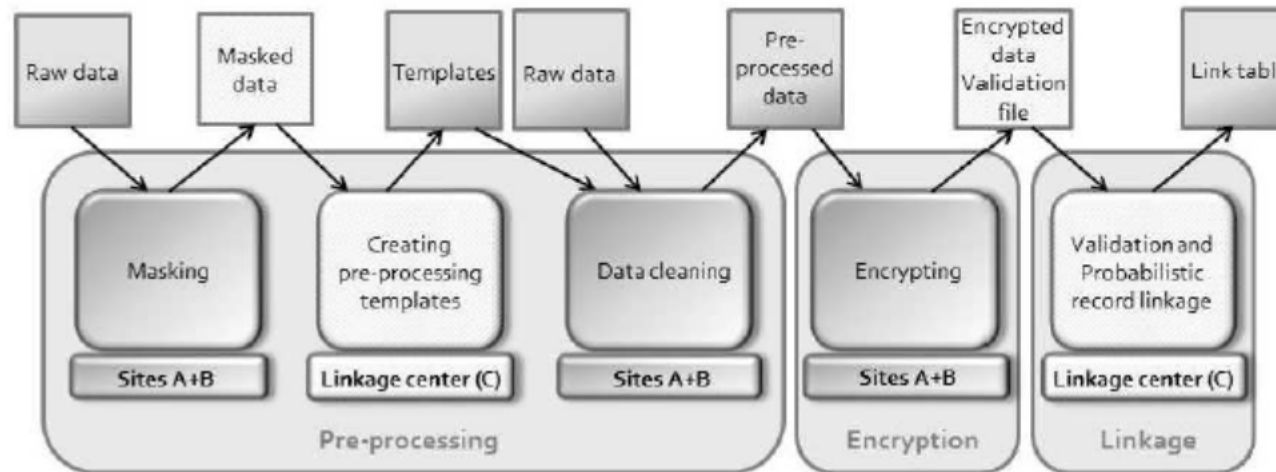 Raw data
Masked
data
Templates
Raw data
Pre-
processed
data
Encrypted
data
Validation
file
Link tabl
Masking
Creating
pre-processing
templates
Data cleaning
Encrypting
Validation and
Probabilistic
record linkage
Sites A+B
Linkage center (C)
Sites A+B
Sites A+B
Linkage center (C)
Pre-processing
Encryption
Linkage